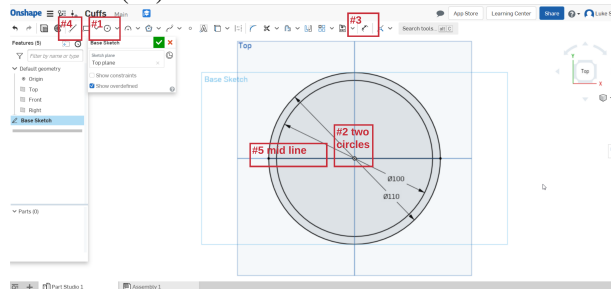 Onshape Cuffs Main App Store Learning Center Share Luke S
#4 #1 #3
Search tools... alt C
Features (5)
Base Sketch
Filter by name or type
Sketch plane
Top plane
Default geometry
Show constraints
Origin
Show overdefined
Top
Front
Right
Base Sketch
Parts (0)
Top
Base Sketch
#2 two
circles
#5 mid line
Ø100
Ø110
Top
X
Part Studio 1 Assembly 1